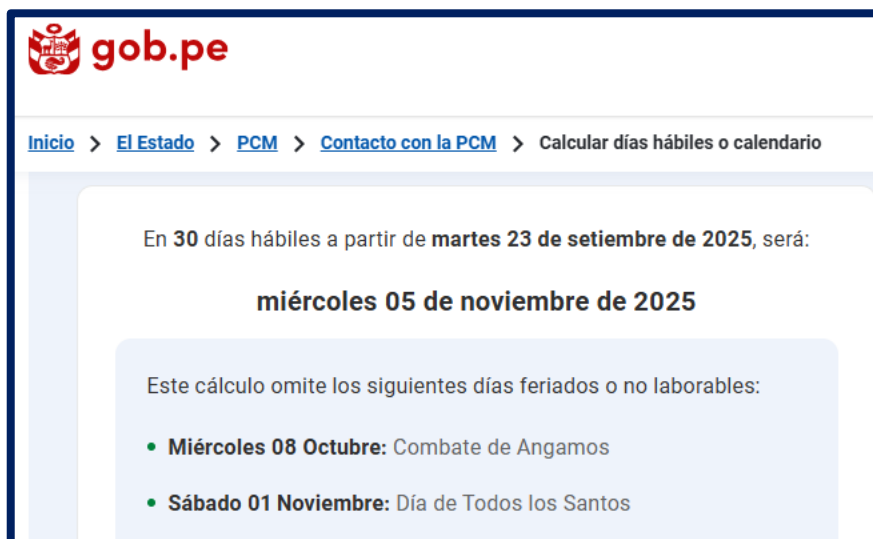 gob.pe
Inicio > El Estado > PCM > Contacto con la PCM > Calcular días hábiles o calendario
En 30 días hábiles a partir de martes 23 de setiembre de 2025, será:
miércoles 05 de noviembre de 2025
Este cálculo omite los siguientes días feriados o no laborables:
• Miércoles 08 Octubre: Combate de Angamos
• Sábado 01 Noviembre: Día de Todos los Santos